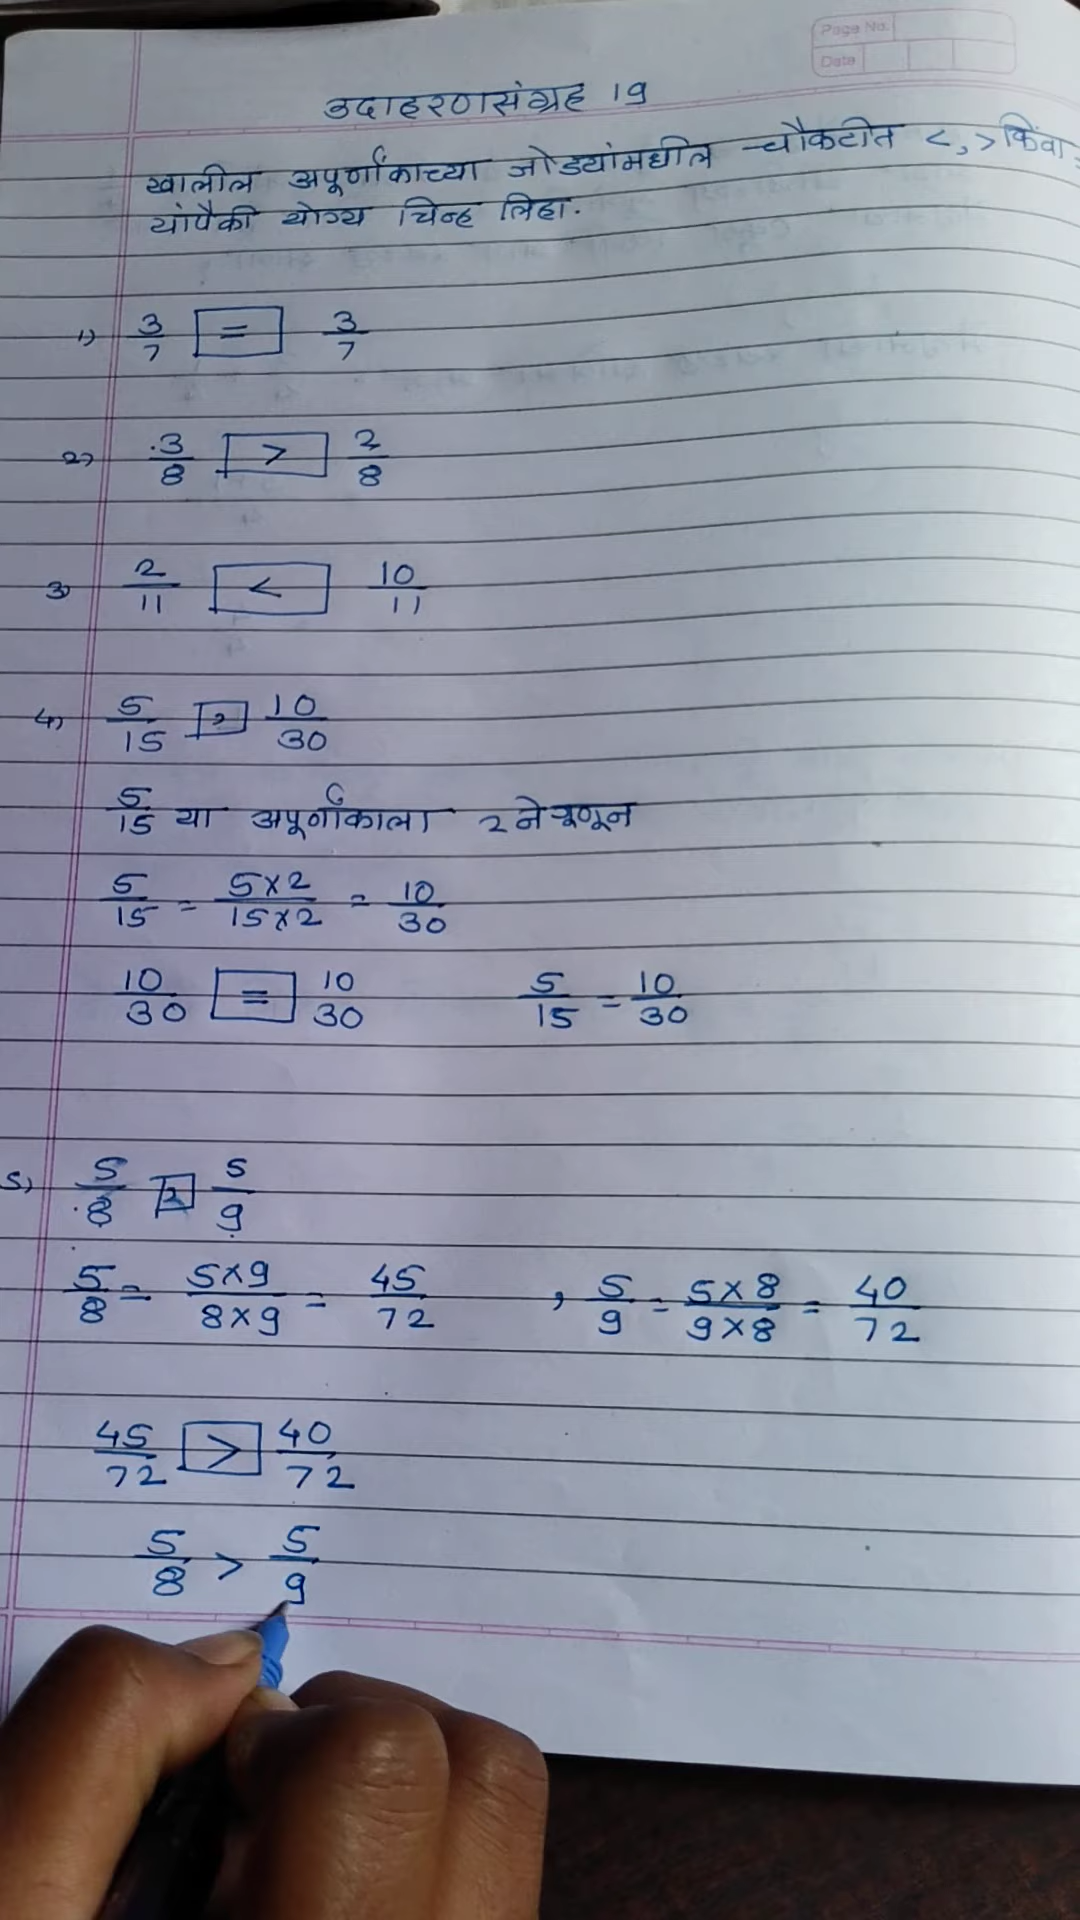 Page No.
Date
उदाहरणसंग्रह 19
खालील अपूर्णांकाच्या जोड्यांमधील चौकटीत <, > किंवा =
यांपैकी योग्य चिन्ह लिहा.
1) 3/7 = 3/7
2) 3/8 > 2/8
3) 2/11 < 10/11
4) 5/15 ? 10/30
5/15 या अपूर्णांकाला 2 ने गुणून
5/15 = 5×2/15×2 = 10/30
10/30 = 10/30 5/15 = 10/30
5) 5/8 ? 5/9
5/8 = 5×9/8×9 = 45/72 , 5/9 = 5×8/9×8 = 40/72
45/72 > 40/72
5/8 > 5/9